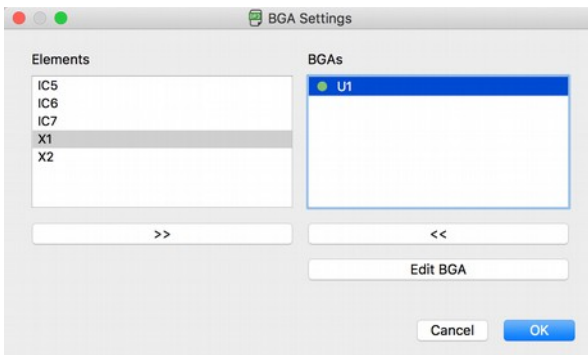 BGA Settings
Elements
IC5
IC6
IC7
X1
X2
>>
BGAs
U1
<<
Edit BGA
Cancel
OK